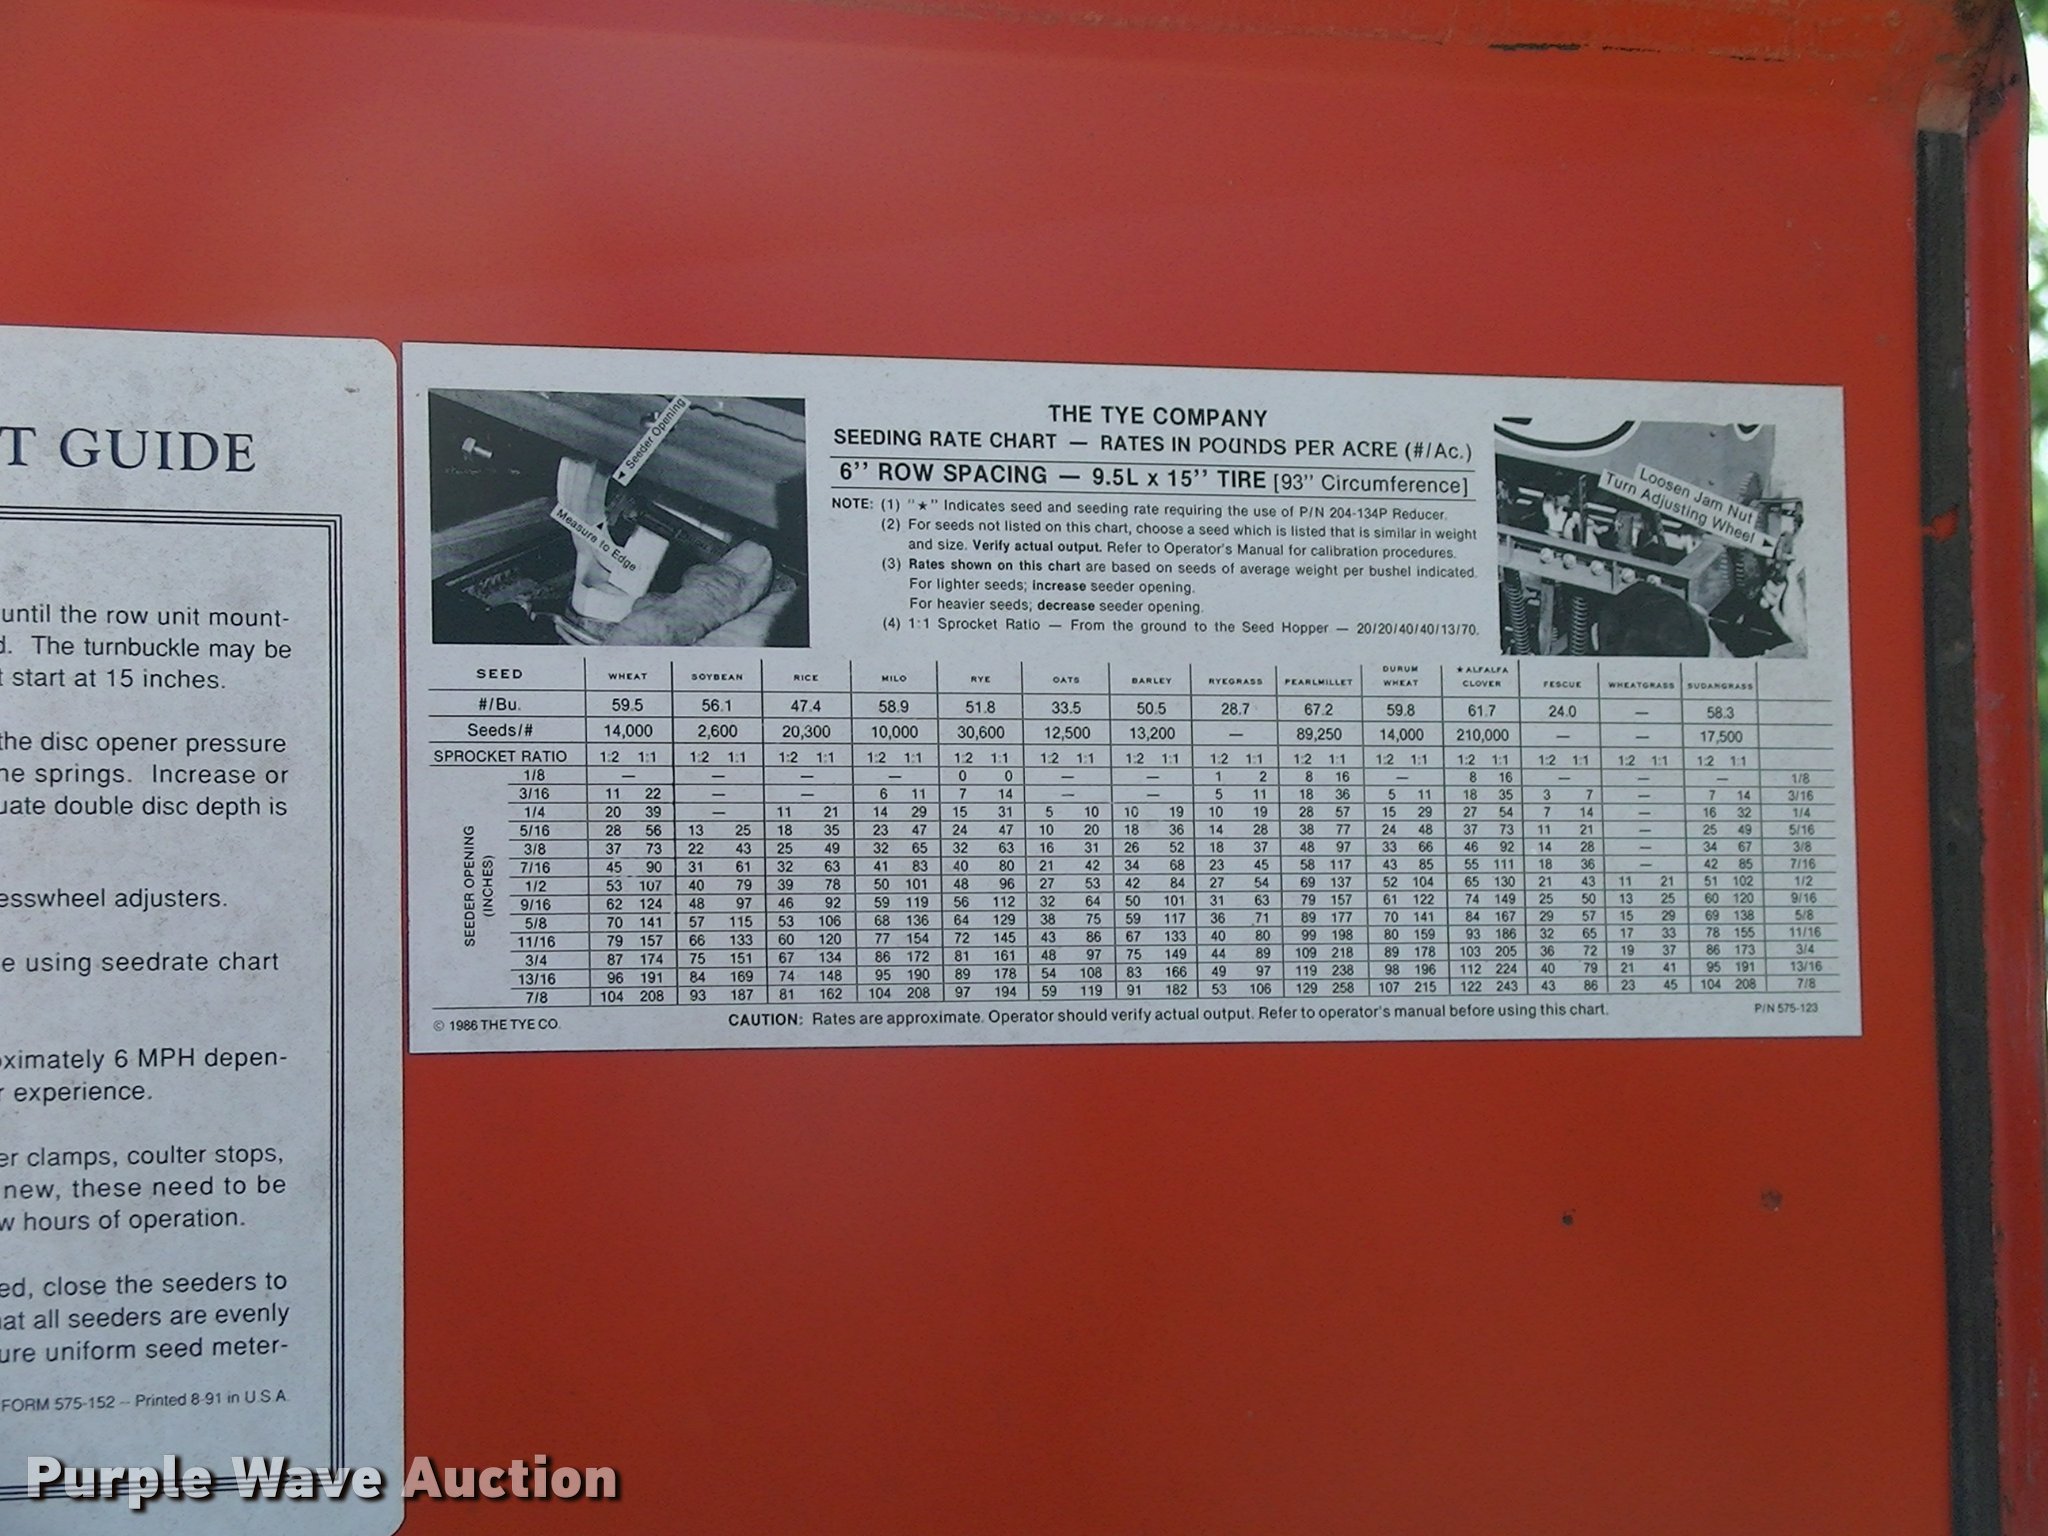 T GUIDE
until the row unit mount-
The turnbuckle may be
start at 15 inches.
the disc opener pressure
springs. Increase or
double disc depth is
adjusters.
using seedrate chart
6 MPH depen-
experience.
clamps, coulter stops,
new, these need to be
hours of operation.
close the seeders to
all seeders are evenly
uniform seed meter-
FORM 575-152 – Printed 8-91 in U.S.A.
Seeder Opening
Measure to Edge
THE TYE COMPANY
SEEDING RATE CHART — RATES IN POUNDS PER ACRE (#/Ac.)
6'' ROW SPACING — 9.5L x 15'' TIRE [93'' Circumference]
NOTE: (1) "★" Indicates seed and seeding rate requiring the use of P/N 204-134P Reducer.
(2) For seeds not listed on this chart, choose a seed which is listed that is similar in weight
and size. Verify actual output. Refer to Operator's Manual for calibration procedures.
(3) Rates shown on this chart are based on seeds of average weight per bushel indicated.
For lighter seeds; increase seeder opening.
For heavier seeds; decrease seeder opening.
(4) 1:1 Sprocket Ratio — From the ground to the Seed Hopper — 20/20/40/40/13/70.
Loosen Jam Nut
Turn Adjusting Wheel
SEED WHEAT SOYBEAN RICE MILO RYE OATS BARLEY RYEGRASS PEARLMILLET DURUM WHEAT ★ALFALFA CLOVER FESCUE WHEATGRASS SUDANGRASS
#/Bu. 59.5 56.1 47.4 58.9 51.8 33.5 50.5 28.7 67.2 59.8 61.7 24.0 — 58.3
Seeds/# 14,000 2,600 20,300 10,000 30,600 12,500 13,200 — 89,250 14,000 210,000 — — 17,500
SPROCKET RATIO 1:2 1:1 1:2 1:1 1:2 1:1 1:2 1:1 1:2 1:1 1:2 1:1 1:2 1:1 1:2 1:1 1:2 1:1 1:2 1:1 1:2 1:1 1:2 1:1 1:2 1:1 1:2 1:1
SEEDER OPENING
(INCHES)
1/8 — — — — 0 0 — — 1 2 8 16 — 8 16 — — — 1/8
3/16 11 22 — — 6 11 7 14 — — 5 11 18 36 5 11 18 35 3 7 — 7 14 3/16
1/4 20 39 — 11 21 14 29 15 31 5 10 10 19 10 19 28 57 15 29 27 54 7 14 — 16 32 1/4
5/16 28 56 13 25 18 35 23 47 24 47 10 20 18 36 14 28 38 77 24 48 37 73 11 21 — 25 49 5/16
3/8 37 73 22 43 25 49 32 65 32 63 16 31 26 52 18 37 48 97 33 66 46 92 14 28 — 34 67 3/8
7/16 45 90 31 61 32 63 41 83 40 80 21 42 34 68 23 45 58 117 43 85 55 111 18 36 — 42 85 7/16
1/2 53 107 40 79 39 78 50 101 48 96 27 53 42 84 27 54 69 137 52 104 65 130 21 43 11 21 51 102 1/2
9/16 62 124 48 97 46 92 59 119 56 112 32 64 50 101 31 63 79 157 61 122 74 149 25 50 13 25 60 120 9/16
5/8 70 141 57 115 53 106 68 136 64 129 38 75 59 117 36 71 89 177 70 141 84 167 29 57 15 29 69 138 5/8
11/16 79 157 66 133 60 120 77 154 72 145 43 86 67 133 40 80 99 198 80 159 93 186 32 65 17 33 78 155 11/16
3/4 87 174 75 151 67 134 86 172 81 161 48 97 75 149 44 89 109 218 89 178 103 205 36 72 19 37 86 173 3/4
13/16 96 191 84 169 74 148 95 190 89 178 54 108 83 166 49 97 119 238 98 196 112 224 40 79 21 41 95 191 13/16
7/8 104 208 93 187 81 162 104 208 97 194 59 119 91 182 53 106 129 258 107 215 122 243 43 86 23 45 104 208 7/8
© 1986 THE TYE CO.
CAUTION: Rates are approximate. Operator should verify actual output. Refer to operator's manual before using this chart.
P/N 575-123
Purple Wave Auction